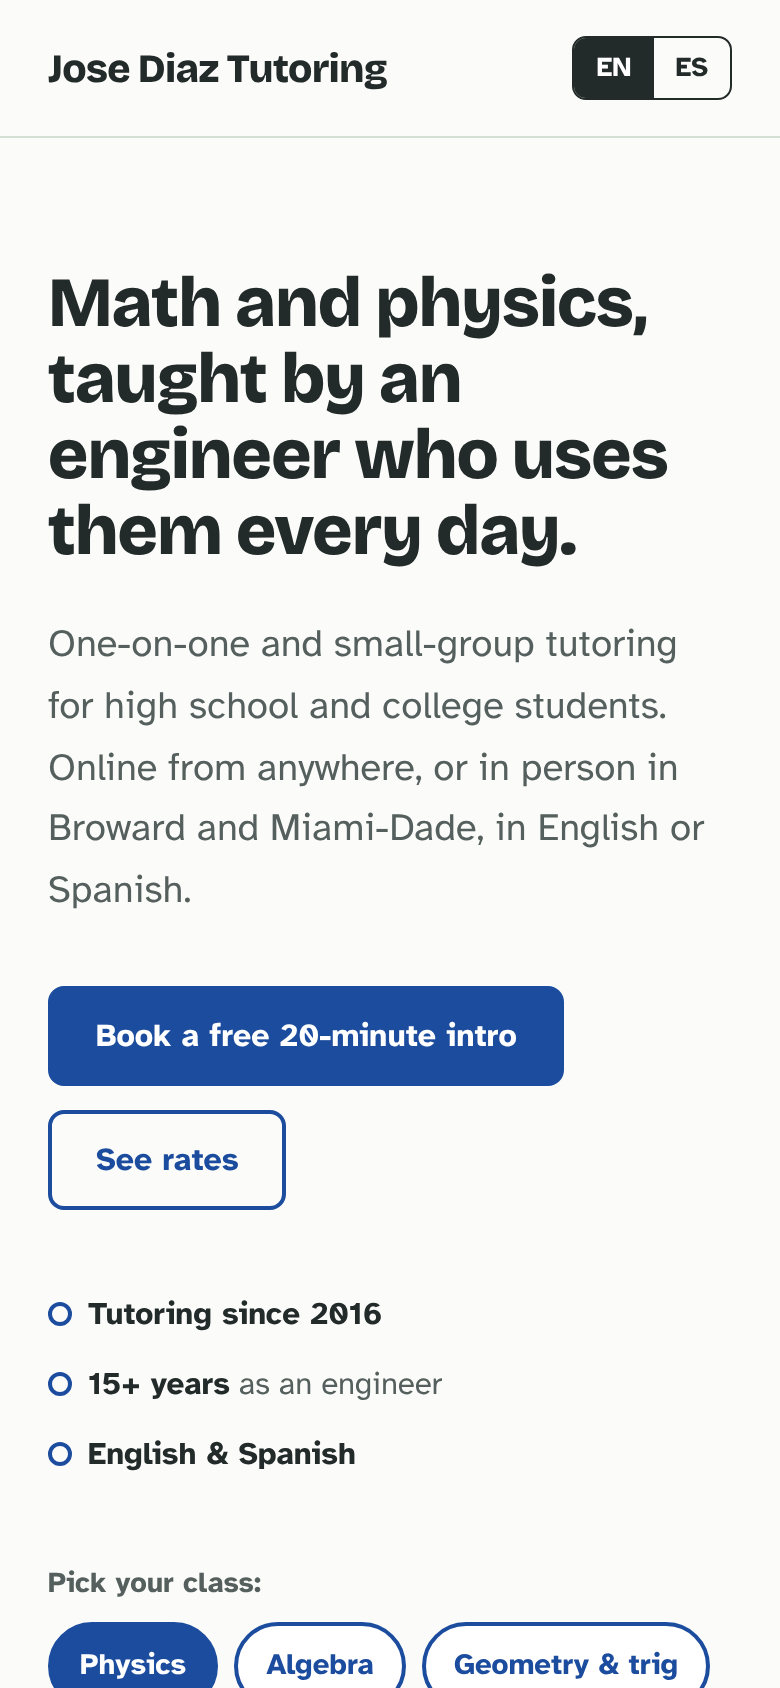 Jose Diaz Tutoring
EN
ES
Math and physics,
taught by an
engineer who uses
them every day.
One-on-one and small-group tutoring
for high school and college students.
Online from anywhere, or in person in
Broward and Miami-Dade, in English or
Spanish.
Book a free 20-minute intro
See rates
Tutoring since 2016
15+ years as an engineer
English & Spanish
Pick your class:
Physics
Algebra
Geometry & trig